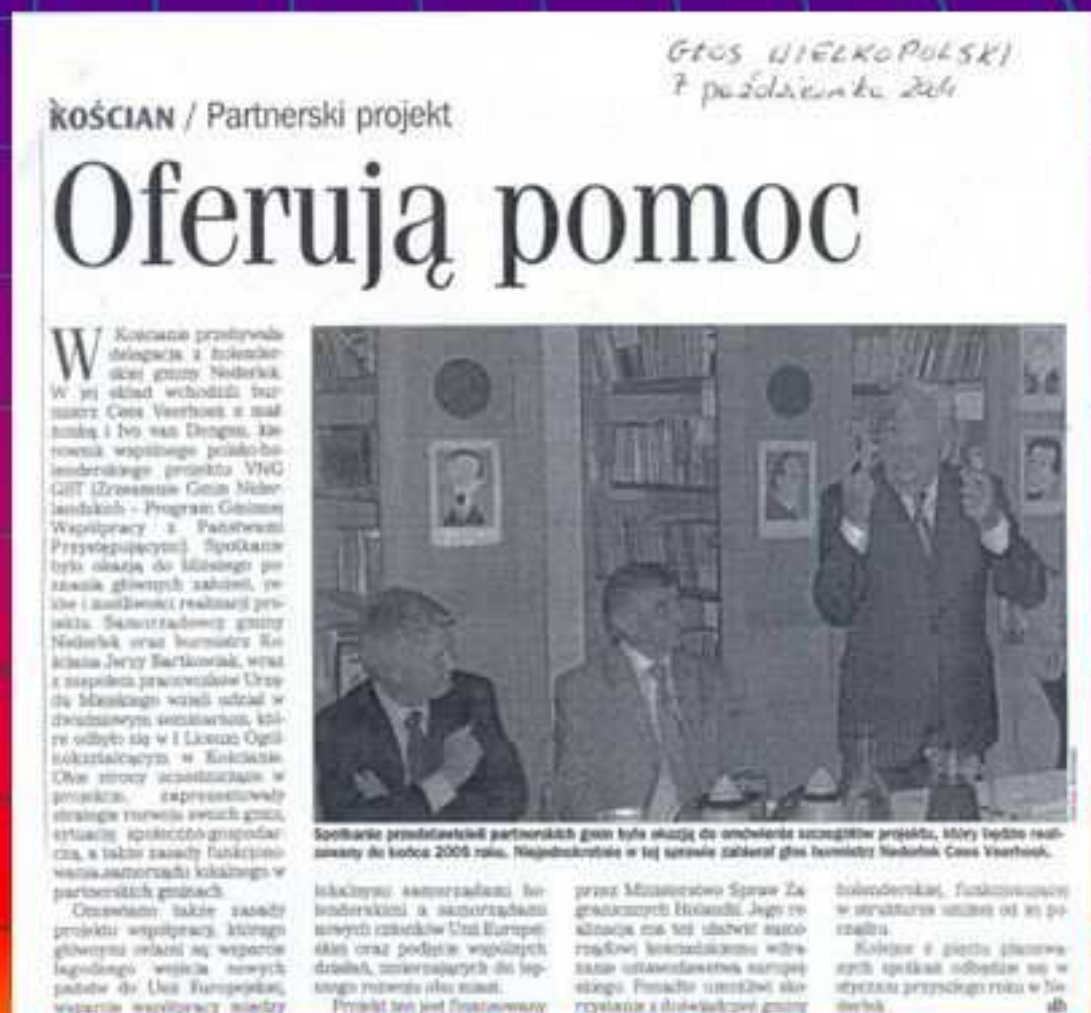 GŁOS WIELKOPOLSKI
7 października 2004
KOŚCIAN / Partnerski projekt
Oferują pomoc
W Kościanie przebywała
delegacja z holender-
skiej gminy Nederlek.
W jej skład wchodzili bur-
mistrz Cees Veerhoek z mał-
żonką i Ivo van Dongen, kie-
rownik wspólnego polsko-ho-
lenderskiego projektu VNG
GST (Zrzeszenie Gmin Nider-
landzkich - Program Gminnej
Współpracy z Państwami
Przystępującymi). Spotkanie
było okazją do bliższego po-
znania głównych założeń, ce-
lów i możliwości realizacji pro-
jektu. Samorządowcy gminy
Nederlek oraz burmistrz Ko-
ściana Jerzy Bartkowiak, wraz
z zespołem pracowników Urzę-
du Miejskiego wzięli udział w
dwudniowym seminarium, któ-
re odbyło się w I Liceum Ogól-
nokształcącym w Kościanie.
Obie strony uczestniczące w
projekcie, zaprezentowały
strategie rozwoju swoich gmin,
sytuację społeczno-gospodar-
czą, a także zasady funkcjono-
wania samorządu lokalnego w
partnerskich gminach.
Omawiano także zasady
projektu współpracy, którego
głównymi celami są: wsparcie
łagodnego wejścia nowych
państw do Unii Europejskiej,
wsparcie współpracy między
Spotkanie przedstawicieli partnerskich gmin było okazją do omówienia szczegółów projektu, który będzie reali-
zowany do końca 2005 roku. Niejednokrotnie w tej sprawie zabierał głos burmistrz Nederlek Cees Veerhoek.
lokalnymi samorządami ho-
lenderskimi a samorządami
nowych członków Unii Europej-
skiej oraz podjęcie wspólnych
działań, zmierzających do lep-
szego rozwoju obu miast.
Projekt ten jest finansowany
przez Ministerstwo Spraw Za-
granicznych Holandii. Jego re-
alizacja ma też ułatwić samo-
rządowi kościańskiemu wdra-
żanie ustawodawstwa europej-
skiego. Ponadto umożliwi sko-
rzystanie z doświadczeń gminy
holenderskiej, funkcjonującej
w strukturze unijnej od jej po-
czątku.
Kolejne z pięciu planowa-
nych spotkań odbędzie się w
styczniu przyszłego roku w Ne-
derlek.